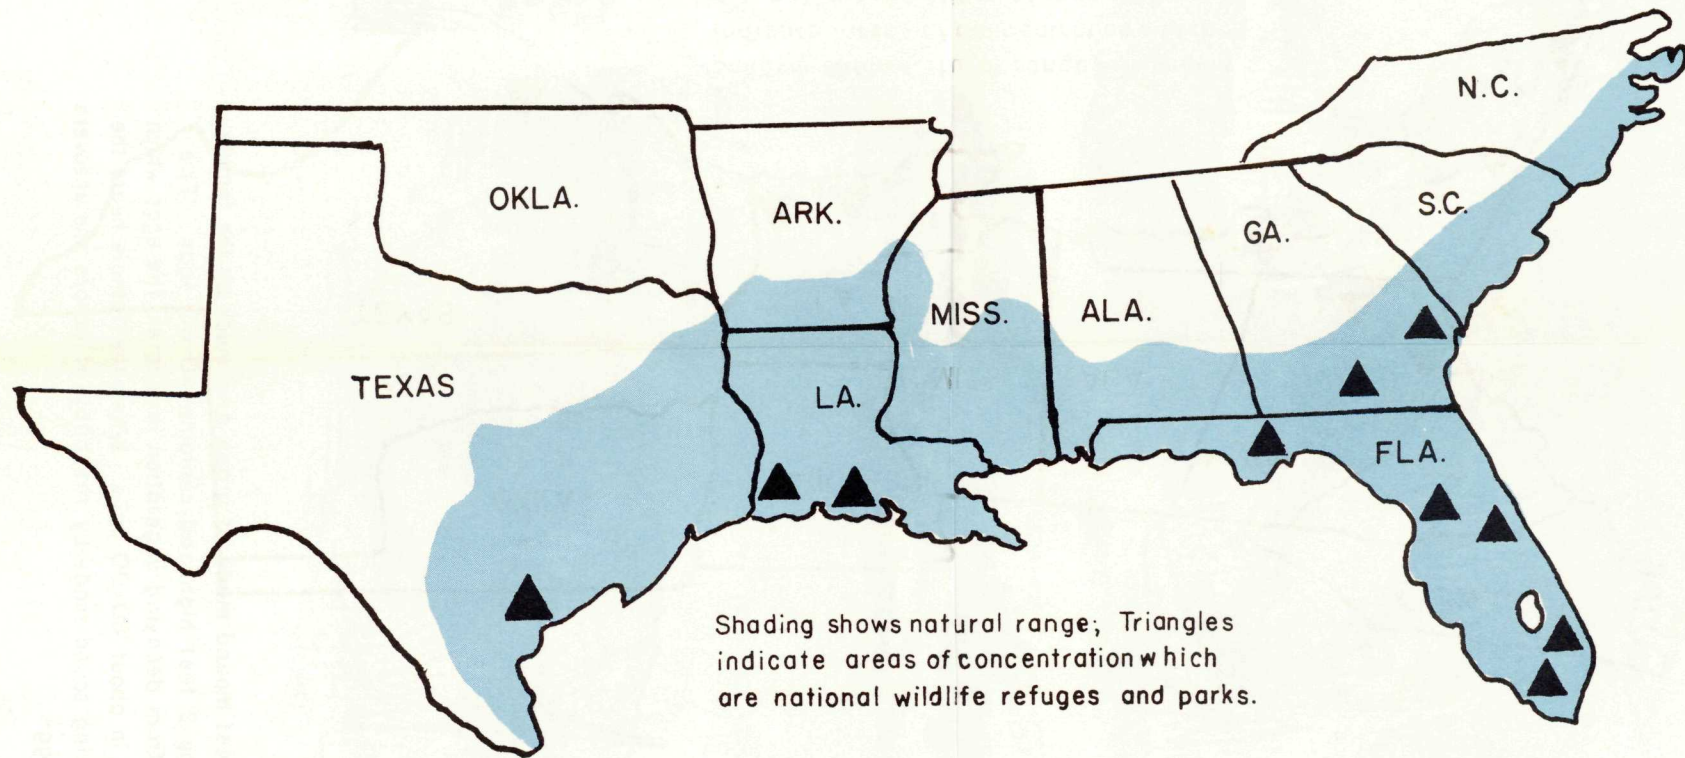 N.C.
OKLA.
ARK.
S.C.
GA.
MISS.
ALA.
TEXAS
LA.
FLA.
Shading shows natural range; Triangles
indicate areas of concentration which
are national wildlife refuges and parks.